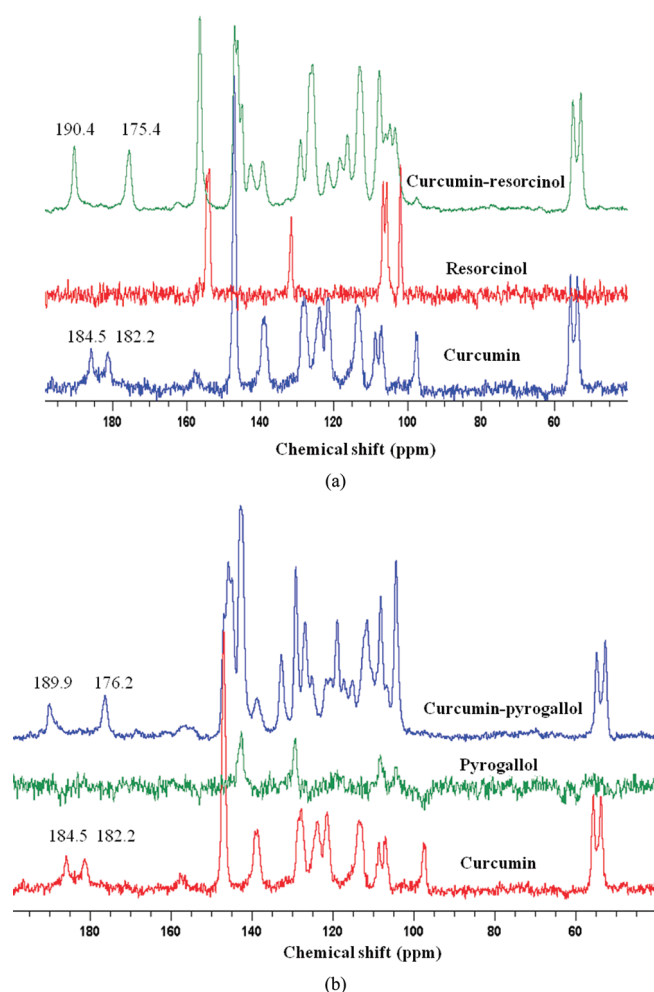 190.4 175.4
Curcumin-resorcinol
Resorcinol
184.5 182.2
Curcumin
180 160 140 120 100 80 60
Chemical shift (ppm)
(a)
189.9 176.2
Curcumin-pyrogallol
Pyrogallol
184.5 182.2
Curcumin
180 160 140 120 100 80 60
Chemical shift (ppm)
(b)